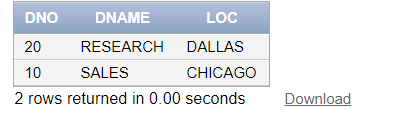 DNO DNAME LOC
20 RESEARCH DALLAS
10 SALES CHICAGO
2 rows returned in 0.00 seconds Download